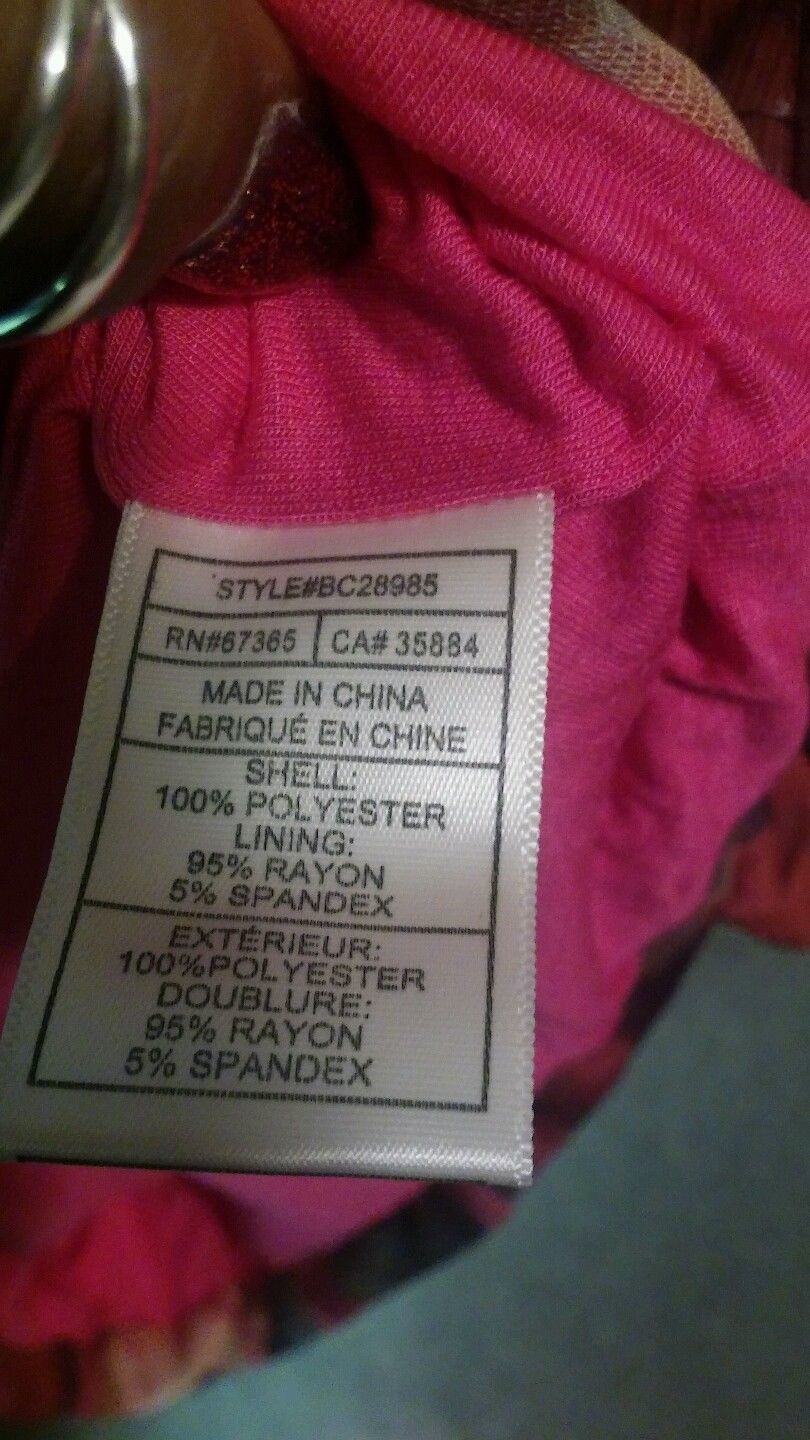 STYLE#BC28985
RN#67365 CA# 35884
MADE IN CHINA
FABRIQUÉ EN CHINE
SHELL:
100% POLYESTER
LINING:
95% RAYON
5% SPANDEX
EXTÉRIEUR:
100%POLYESTER
DOUBLURE:
95% RAYON
5% SPANDEX